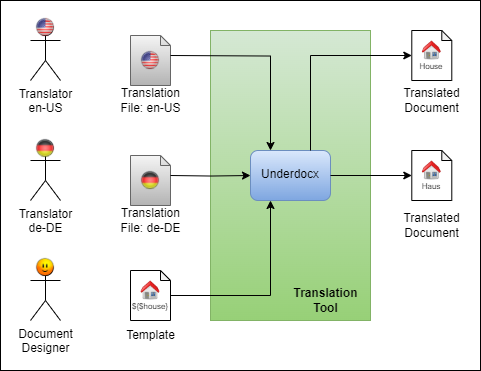 Translator
en-US
Translation
File: en-US
House
Translated
Document
Underdocx
Translator
de-DE
Translation
File: de-DE
Haus
Translated
Document
${$house}
Document
Designer
Template
Translation
Tool